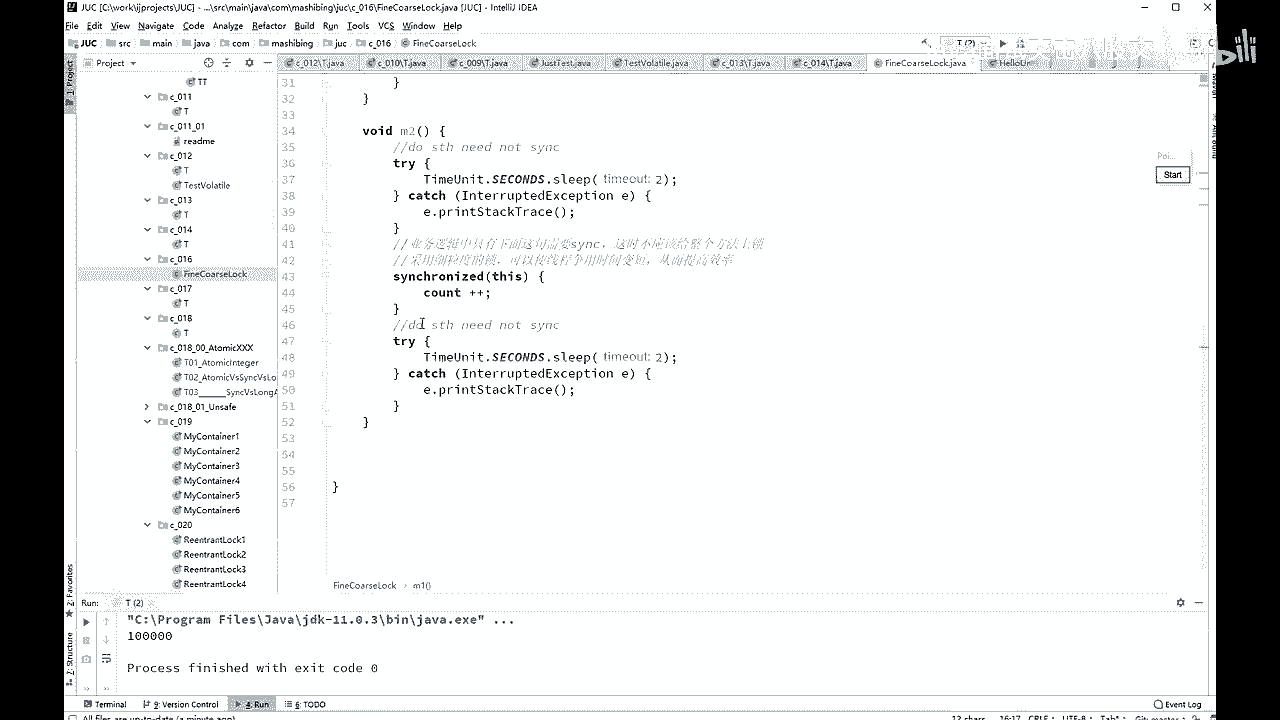 JUC [C:\work\ijprojects\JUC] - ...\src\main\java\com\mashibing\juc\c_016\FineCoarseLock.java [JUC] - IntelliJ IDEA
File Edit View Navigate Code Analyze Refactor Build Run Tools VCS Window Help
JUC src main java com mashibing juc c_016 FineCoarseLock T (2)
Project
c_010\T.java c_009\T.java TestVolatile.java c_013\T.java c_014\T.java FineCoarseLock.java
TT
c_011
T
c_011_01
readme
c_012
T
TestVolatile
c_013
T
c_014
T
c_016
FineCoarseLock
c_017
T
c_018
T
c_018_00_AtomicXXX
T01_AtomicInteger
T02_AtomicVsSyncVsLo
T03_____SyncVsLongA
c_018_01_Unsafe
c_019
MyContainer1
MyContainer2
MyContainer3
MyContainer4
MyContainer5
MyContainer6
c_020
ReentrantLock1
ReentrantLock2
ReentrantLock3
ReentrantLock4
31 }
32 }
33
34 void m2() {
35 //do sth need not sync
36 try {
37 TimeUnit.SECONDS.sleep( timeout: 2);
38 } catch (InterruptedException e) {
39 e.printStackTrace();
40 }
41 //业务逻辑中只有下面这句需要sync，这时不应该给整个方法上锁
42 //采用细粒度的锁，可以使线程争用时间变短，从而提高效率
43 synchronized(this) {
44 count ++;
45 }
46 //do sth need not sync
47 try {
48 TimeUnit.SECONDS.sleep( timeout: 2);
49 } catch (InterruptedException e) {
50 e.printStackTrace();
51 }
52 }
53
54
55
56 }
57
FineCoarseLock › m1()
Poi...
Start
1: Project
2: Favorites
7: Structure
Run: T (2)
"C:\Program Files\Java\jdk-11.0.3\bin\java.exe" ...
100000
Process finished with exit code 0
Terminal 9: Version Control 4: Run 6: TODO Event Log
All files are up-to-date (a minute ago) 12 chars 16:17 CRLF UTF-8 Tab* Git: master